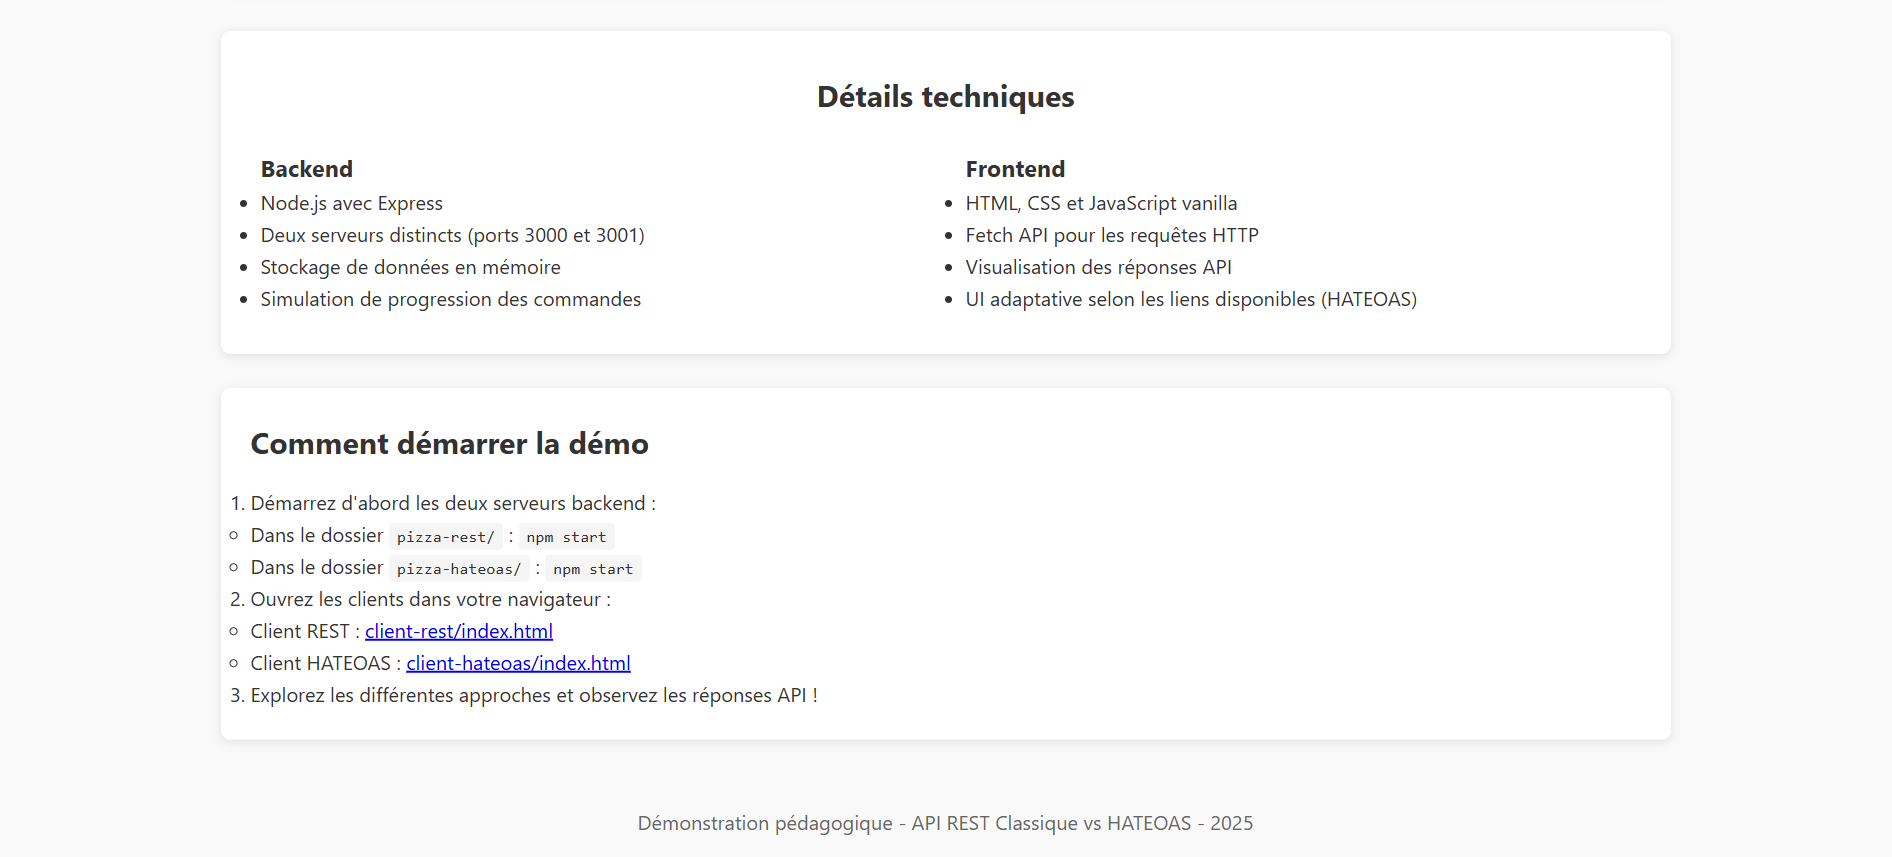 Détails techniques
Backend
Node.js avec Express
Deux serveurs distincts (ports 3000 et 3001)
Stockage de données en mémoire
Simulation de progression des commandes
Frontend
HTML, CSS et JavaScript vanilla
Fetch API pour les requêtes HTTP
Visualisation des réponses API
UI adaptative selon les liens disponibles (HATEOAS)
Comment démarrer la démo
1. Démarrez d'abord les deux serveurs backend :
Dans le dossier pizza-rest/ : npm start
Dans le dossier pizza-hateoas/ : npm start
2. Ouvrez les clients dans votre navigateur :
Client REST : client-rest/index.html
Client HATEOAS : client-hateoas/index.html
3. Explorez les différentes approches et observez les réponses API !
Démonstration pédagogique - API REST Classique vs HATEOAS - 2025